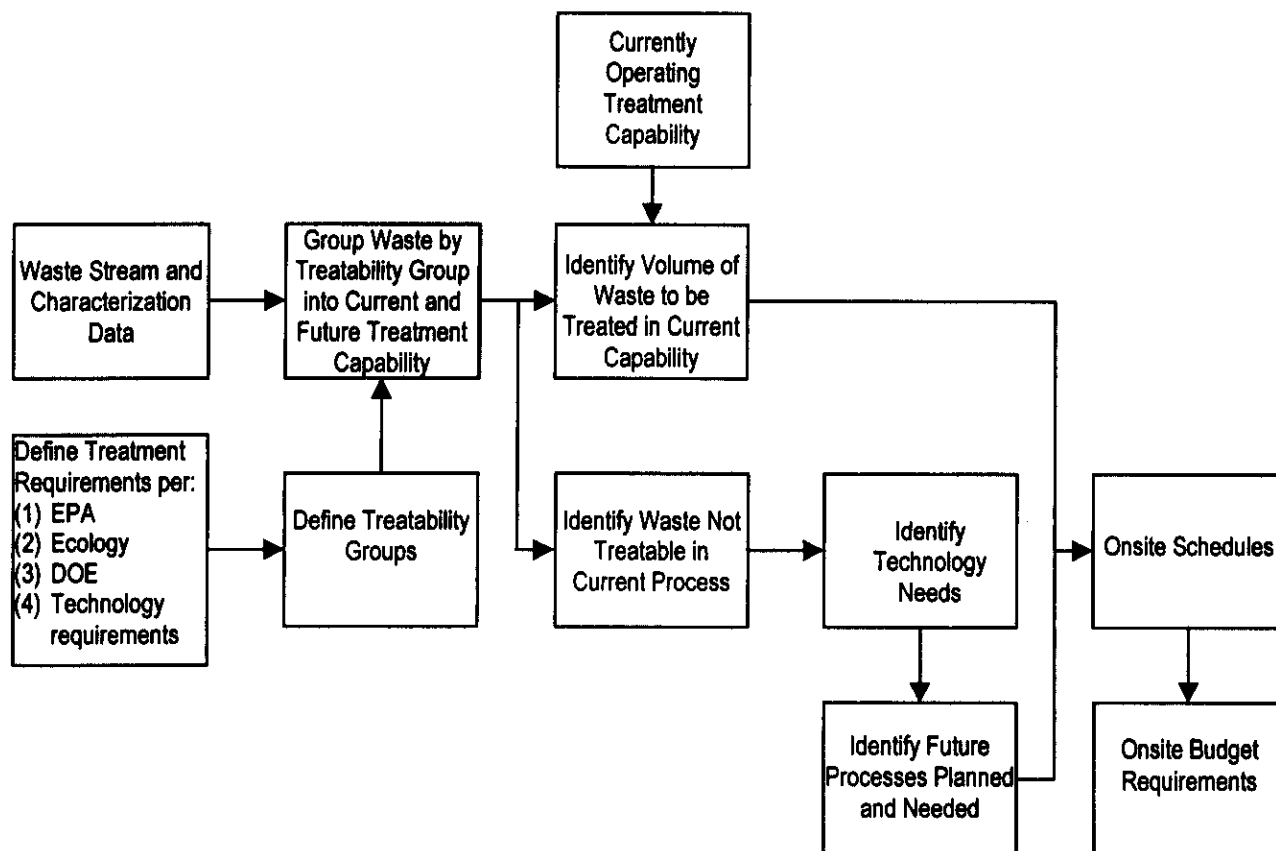 Currently
Operating
Treatment
Capability
Waste Stream and
Characterization
Data
Group Waste by
Treatability Group
into Current and
Future Treatment
Capability
Identify Volume of
Waste to be
Treated in Current
Capability
Define Treatment
Requirements per:
(1) EPA
(2) Ecology
(3) DOE
(4) Technology
requirements
Define Treatability
Groups
Identify Waste Not
Treatable in
Current Process
Identify
Technology
Needs
Onsite Schedules
Identify Future
Processes Planned
and Needed
Onsite Budget
Requirements